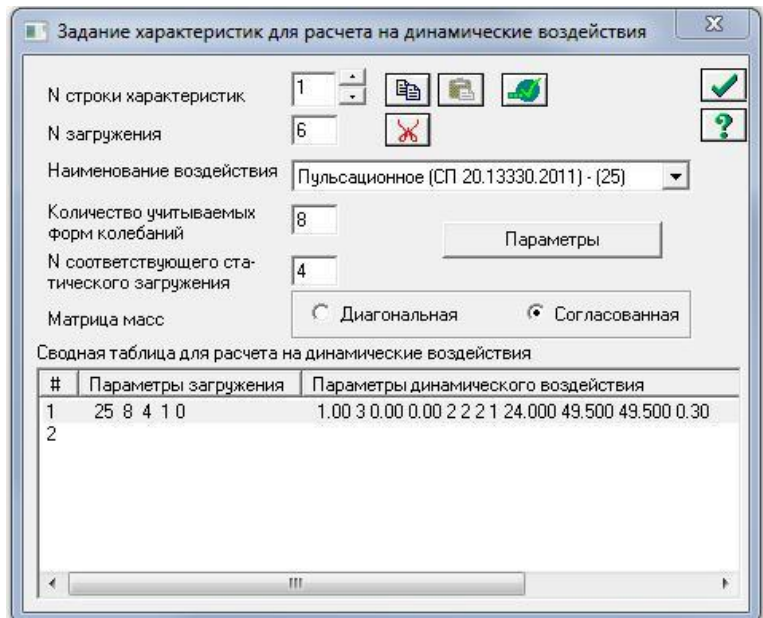 Задание характеристик для расчета на динамические воздействия
N строки характеристик 1
N загружения 6
Наименование воздействия Пульсационное (СП 20.13330.2011) - (25)
Количество учитываемых
форм колебаний 8
Параметры
N соответствующего ста-
тического загружения 4
Матрица масс Диагональная Согласованная
Сводная таблица для расчета на динамические воздействия
# Параметры загружения Параметры динамического воздействия
1 25 8 4 1 0 1.00 3 0.00 0.00 2 2 2 1 24.000 49.500 49.500 0.30
2